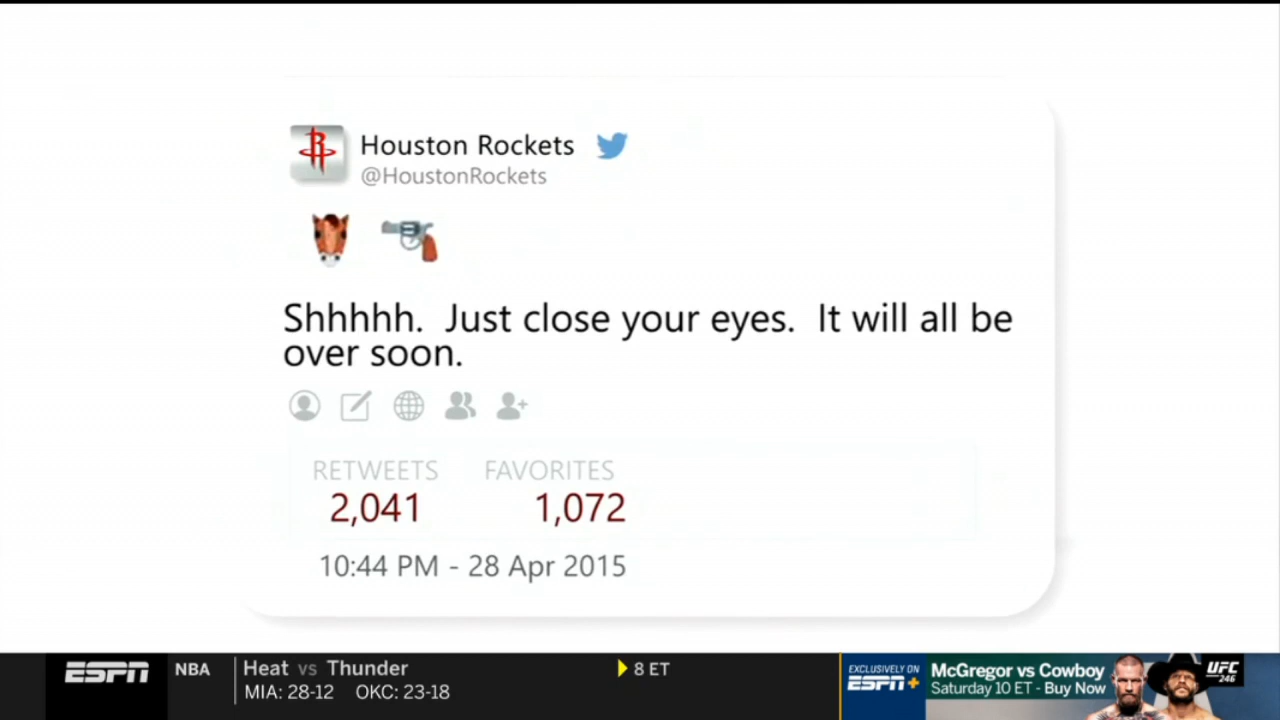 Houston Rockets
@HoustonRockets
Shhhhh. Just close your eyes. It will all be
over soon.
RETWEETS FAVORITES
2,041 1,072
10:44 PM - 28 Apr 2015
ESPN NBA Heat vs Thunder 8 ET
MIA: 28-12 OKC: 23-18
EXCLUSIVELY ON
ESPN+
McGregor vs Cowboy
Saturday 10 ET - Buy Now
UFC
246